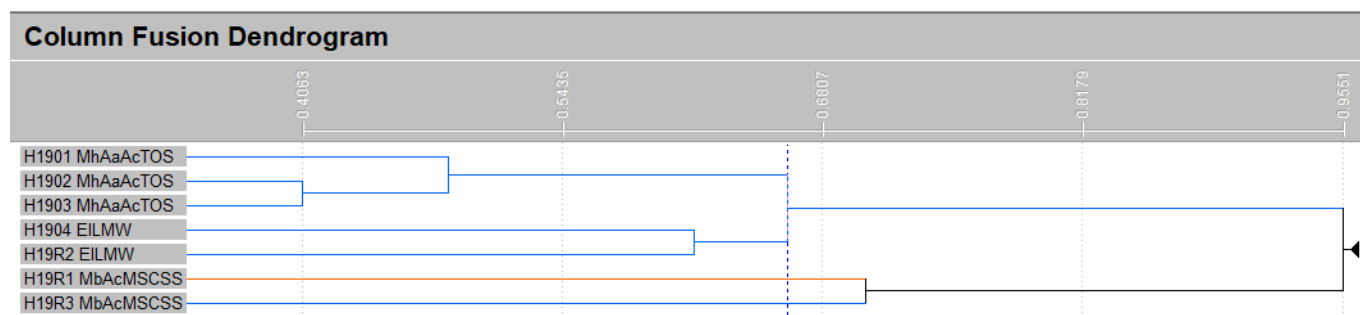 Column Fusion Dendrogram
0.4063
0.5435
0.6807
0.8179
0.9551
H1901 MhAaAcTOS
H1902 MhAaAcTOS
H1903 MhAaAcTOS
H1904 EILMW
H19R2 EILMW
H19R1 MbAcMSCSS
H19R3 MbAcMSCSS